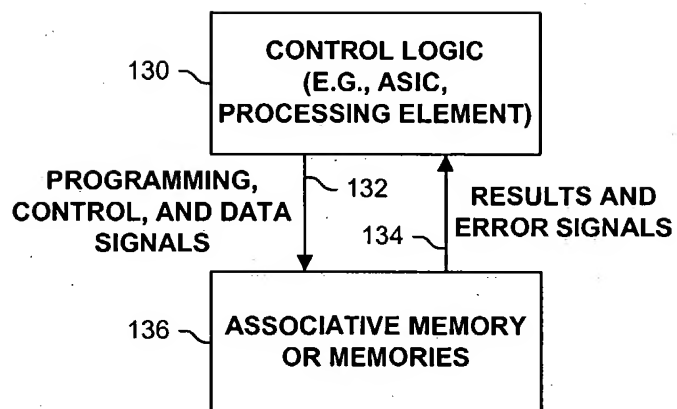 CONTROL LOGIC
(E.G., ASIC,
PROCESSING ELEMENT)
130
PROGRAMMING,
CONTROL, AND DATA
SIGNALS
132
134
RESULTS AND
ERROR SIGNALS
136
ASSOCIATIVE MEMORY
OR MEMORIES